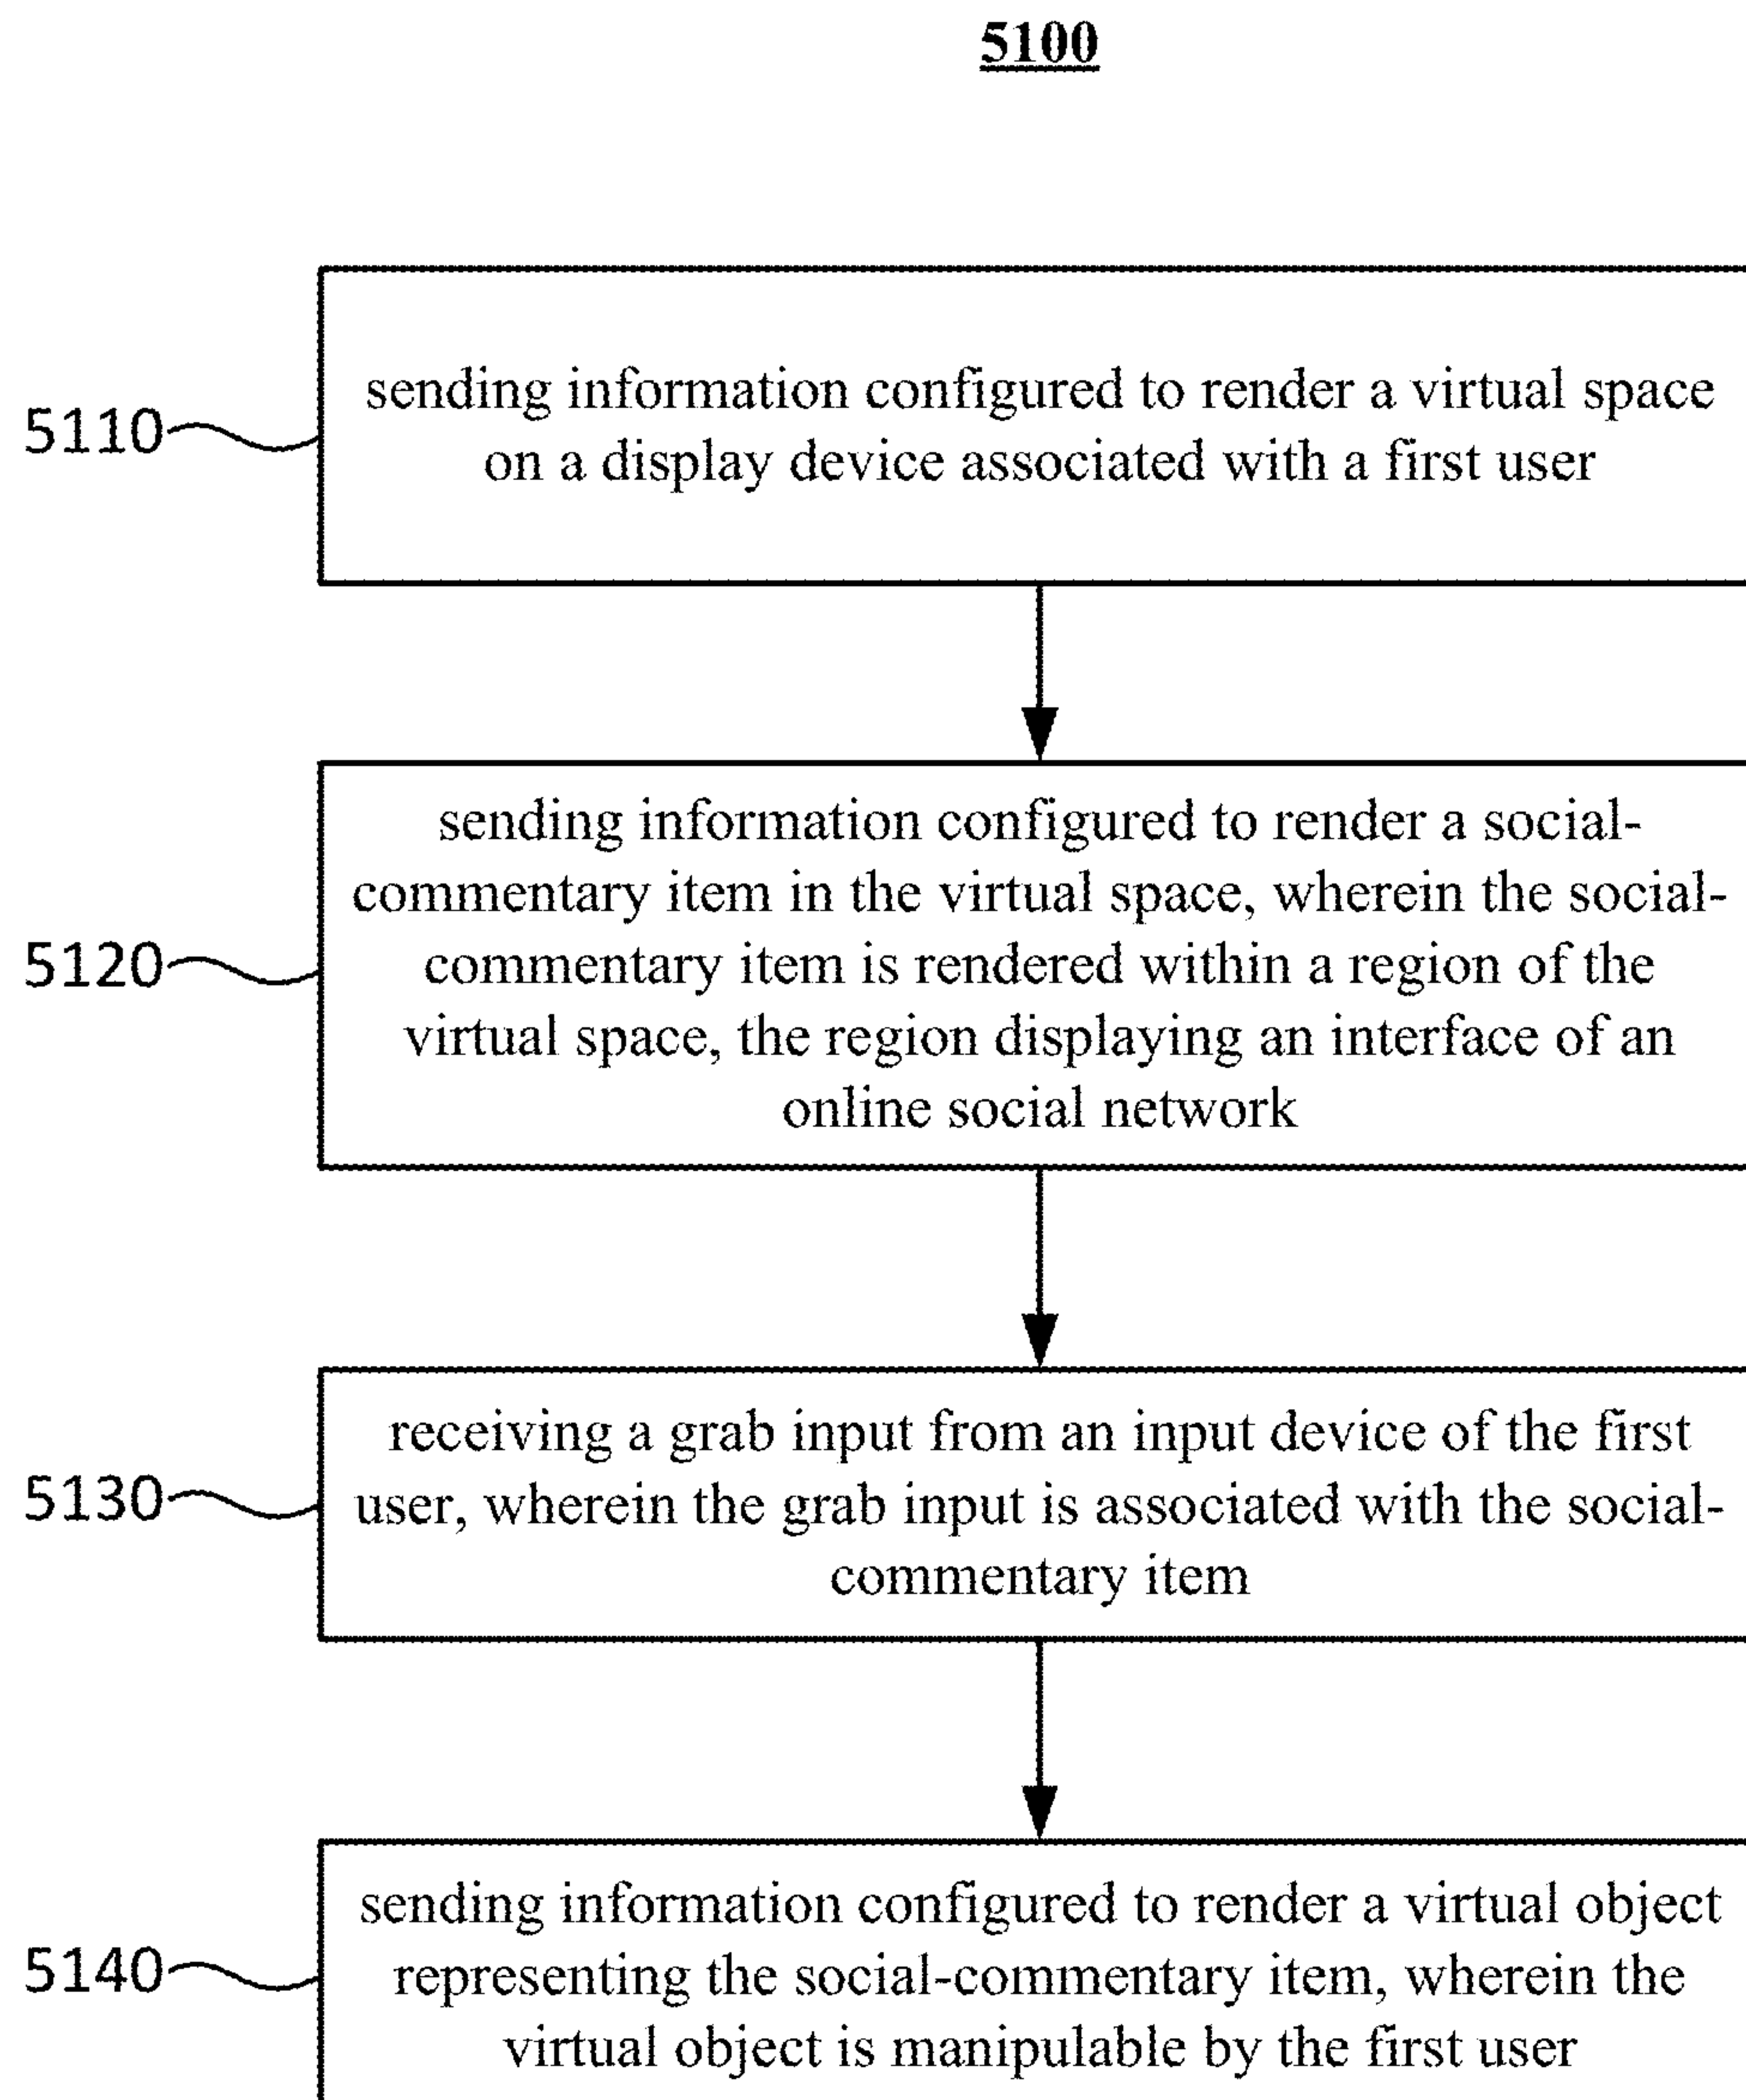 5100
5110
sending information configured to render a virtual space
on a display device associated with a first user
5120
sending information configured to render a social-
commentary item in the virtual space, wherein the social-
commentary item is rendered within a region of the
virtual space, the region displaying an interface of an
online social network
5130
receiving a grab input from an input device of the first
user, wherein the grab input is associated with the social-
commentary item
5140
sending information configured to render a virtual object
representing the social-commentary item, wherein the
virtual object is manipulable by the first user